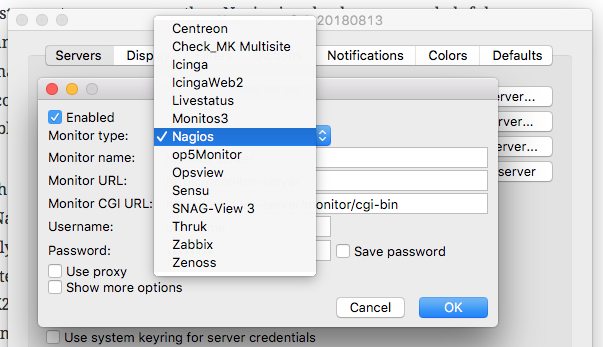 20180813
Servers
Disp
Notifications
Colors
Defaults
Centreon
Check_MK Multisite
Icinga
IcingaWeb2
Livestatus
Monitos3
✓ Nagios
op5Monitor
Opsview
Sensu
SNAG-View 3
Thruk
Zabbix
Zenoss
Enabled
Monitor type:
Monitor name:
Monitor URL:
Monitor CGI URL:
onitor/cgi-bin
Username:
Password:
Save password
Use proxy
Show more options
Cancel
OK
erver...
erver...
erver...
server
Use system keyring for server credentials